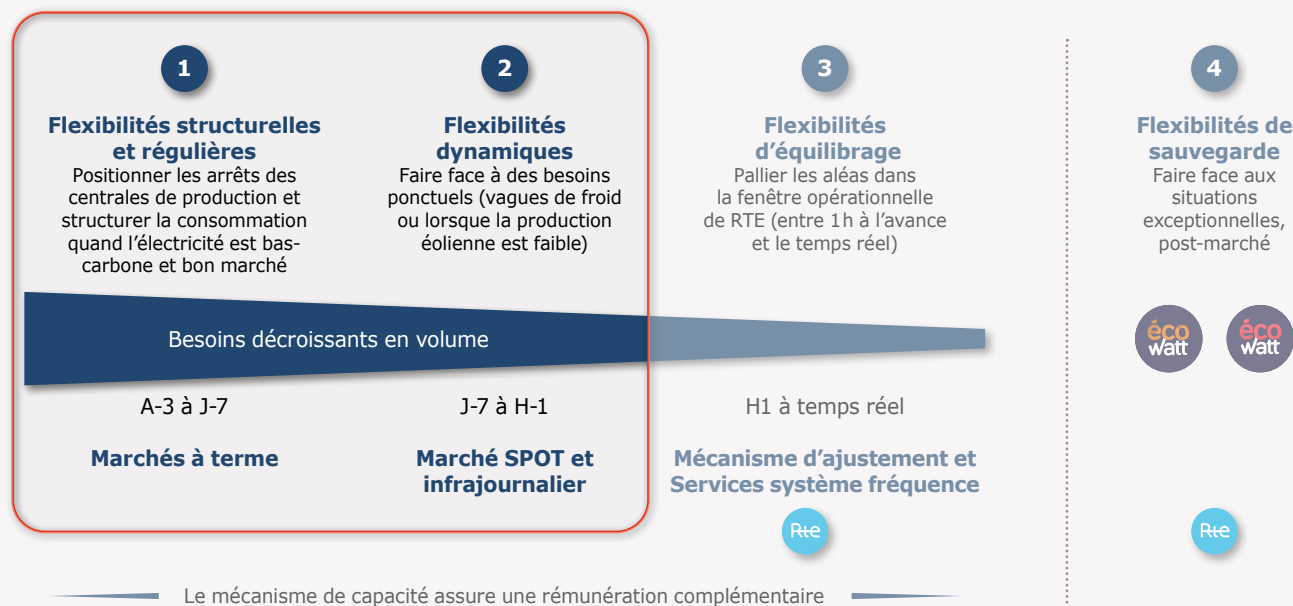 1
Flexibilités structurelles
et régulières
Positionner les arrêts des
centrales de production et
structurer la consommation
quand l'électricité est bas-
carbone et bon marché
2
Flexibilités
dynamiques
Faire face à des besoins
ponctuels (vagues de froid
ou lorsque la production
éolienne est faible)
3
Flexibilités
d'équilibrage
Pallier les aléas dans
la fenêtre opérationnelle
de RTE (entre 1h à l'avance
et le temps réel)
4
Flexibilités de
sauvegarde
Faire face aux
situations
exceptionnelles,
post-marché
Besoins décroissants en volume
éco
watt
éco
watt
A-3 à J-7
J-7 à H-1
H1 à temps réel
Marchés à terme
Marché SPOT et
infrajournalier
Mécanisme d'ajustement et
Services système fréquence
Rte
Rte
Le mécanisme de capacité assure une rémunération complémentaire